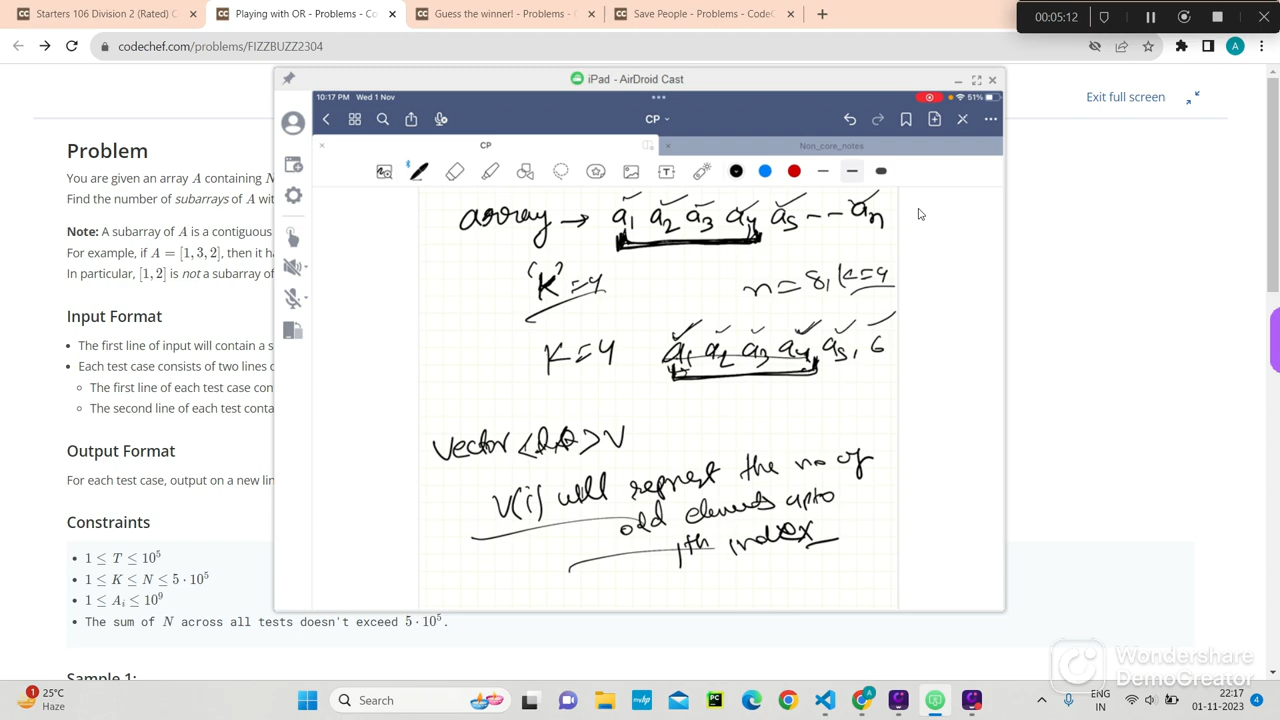 Starters 106 Division 2 (Rated) C
Playing with OR - Problems - Co
Guess the winner! - Problems - C
Save People - Problems - CodeC
00:05:12
codechef.com/problems/FIZZBUZZ2304
A
iPad - AirDroid Cast
Exit full screen
10:17 PM Wed 1 Nov
51%
CP
CP
Non_core_notes
Problem
You are given an array A containing N
Find the number of subarrays of A wit
Note: A subarray of A is a contiguous
For example, if A = [1, 3, 2], then it ha
In particular, [1, 2] is not a subarray of
Input Format
The first line of input will contain a s
Each test case consists of two lines o
The first line of each test case con
The second line of each test conta
Output Format
For each test case, output on a new lin
Constraints
1 ≤ T ≤ 10^5
1 ≤ K ≤ N ≤ 5 · 10^5
1 ≤ A_i ≤ 10^9
The sum of N across all tests doesn't exceed 5 · 10^5.
Sample 1:
array → a1 a2 a3 a4 a5 -- an
'K'=4
n=8, K=4
K=4 a1 a2 a3 a4 a5, 6
vector < > V
V(i) will represt the no of
odd elements upto
ith index
Wondershare
DemoCreator
1
25°C
Haze
Search
ENG
IN
22:17
01-11-2023
4